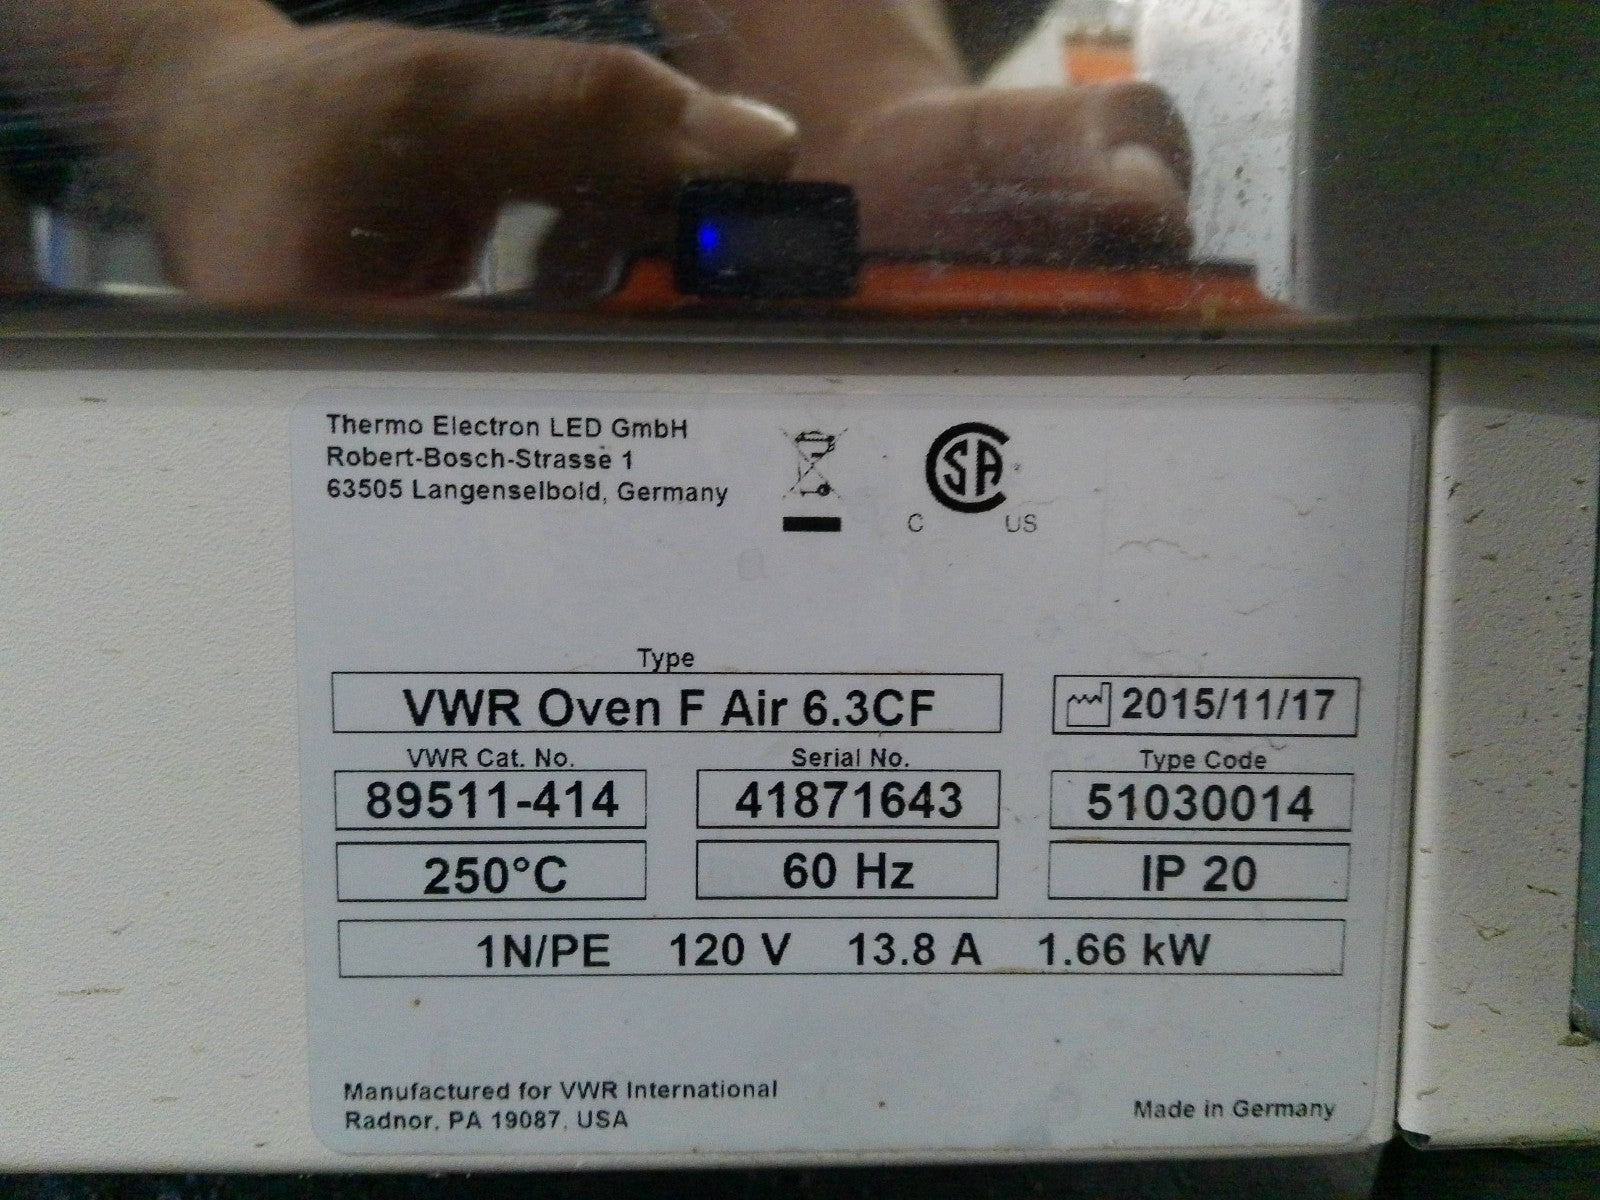 Thermo Electron LED GmbH
Robert-Bosch-Strasse 1
63505 Langenselbold, Germany
CSA
C US
Type
VWR Oven F Air 6.3CF
2015/11/17
VWR Cat. No. Serial No. Type Code
89511-414 41871643 51030014
250°C 60 Hz IP 20
1N/PE 120 V 13.8 A 1.66 kW
Manufactured for VWR International
Radnor, PA 19087, USA
Made in Germany